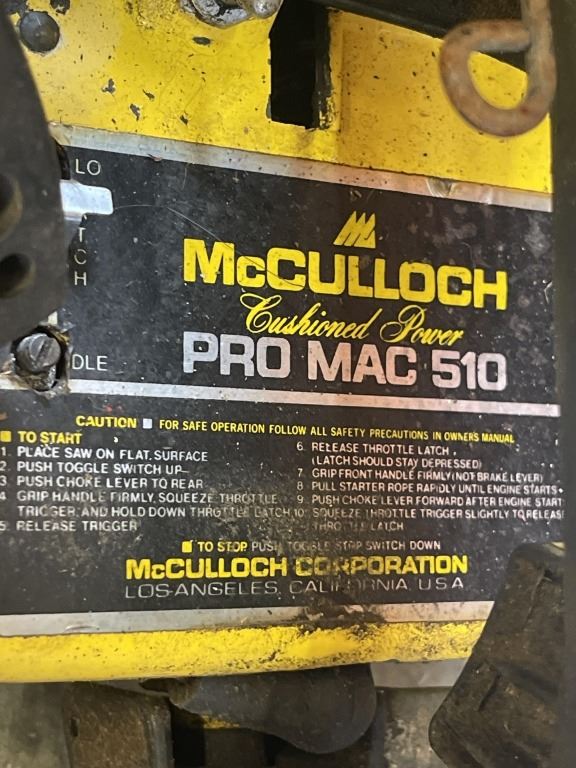 LO
T
C
H
DLE
McCULLOCH
Cushioned Power
PRO MAC 510
CAUTION FOR SAFE OPERATION FOLLOW ALL SAFETY PRECAUTIONS IN OWNERS MANUAL
TO START
1. PLACE SAW ON FLAT SURFACE
2. PUSH TOGGLE SWITCH UP
3. PUSH CHOKE LEVER TO REAR
4 GRIP HANDLE FIRMLY, SQUEEZE THROTTLE
TRIGGER, AND HOLD DOWN THROTTLE LATCH
5. RELEASE TRIGGER
6. RELEASE THROTTLE LATCH
(LATCH SHOULD STAY DEPRESSED)
7. GRIP FRONT HANDLE FIRMLY (NOT BRAKE LEVER)
8 PULL STARTER ROPE RAPIDLY UNTIL ENGINE STARTS
9 PUSH CHOKE LEVER FORWARD AFTER ENGINE START
10. SQUEEZE THROTTLE TRIGGER SLIGHTLY TO RELEASE
THROTTLE LATCH
TO STOP PUSH TOGGLE STOP SWITCH DOWN
McCULLOCH CORPORATION
LOS ANGELES, CALIFORNIA, U.S.A